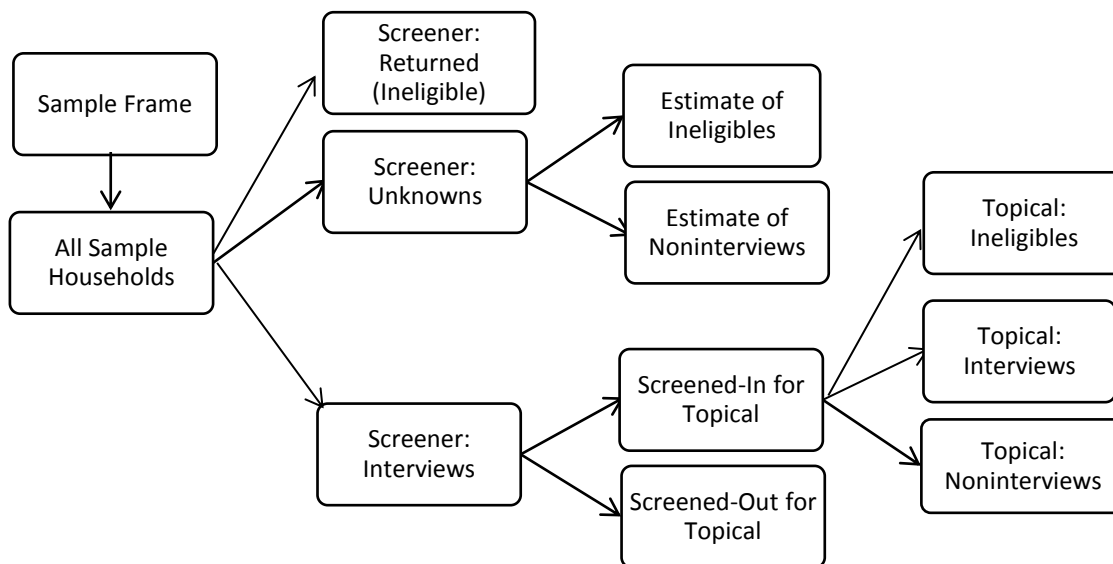 Sample Frame
All Sample
Households
Screener:
Returned
(Ineligible)
Screener:
Unknowns
Screener:
Interviews
Estimate of
Ineligibles
Estimate of
Noninterviews
Screened-In for
Topical
Screened-Out for
Topical
Topical:
Ineligibles
Topical:
Interviews
Topical:
Noninterviews